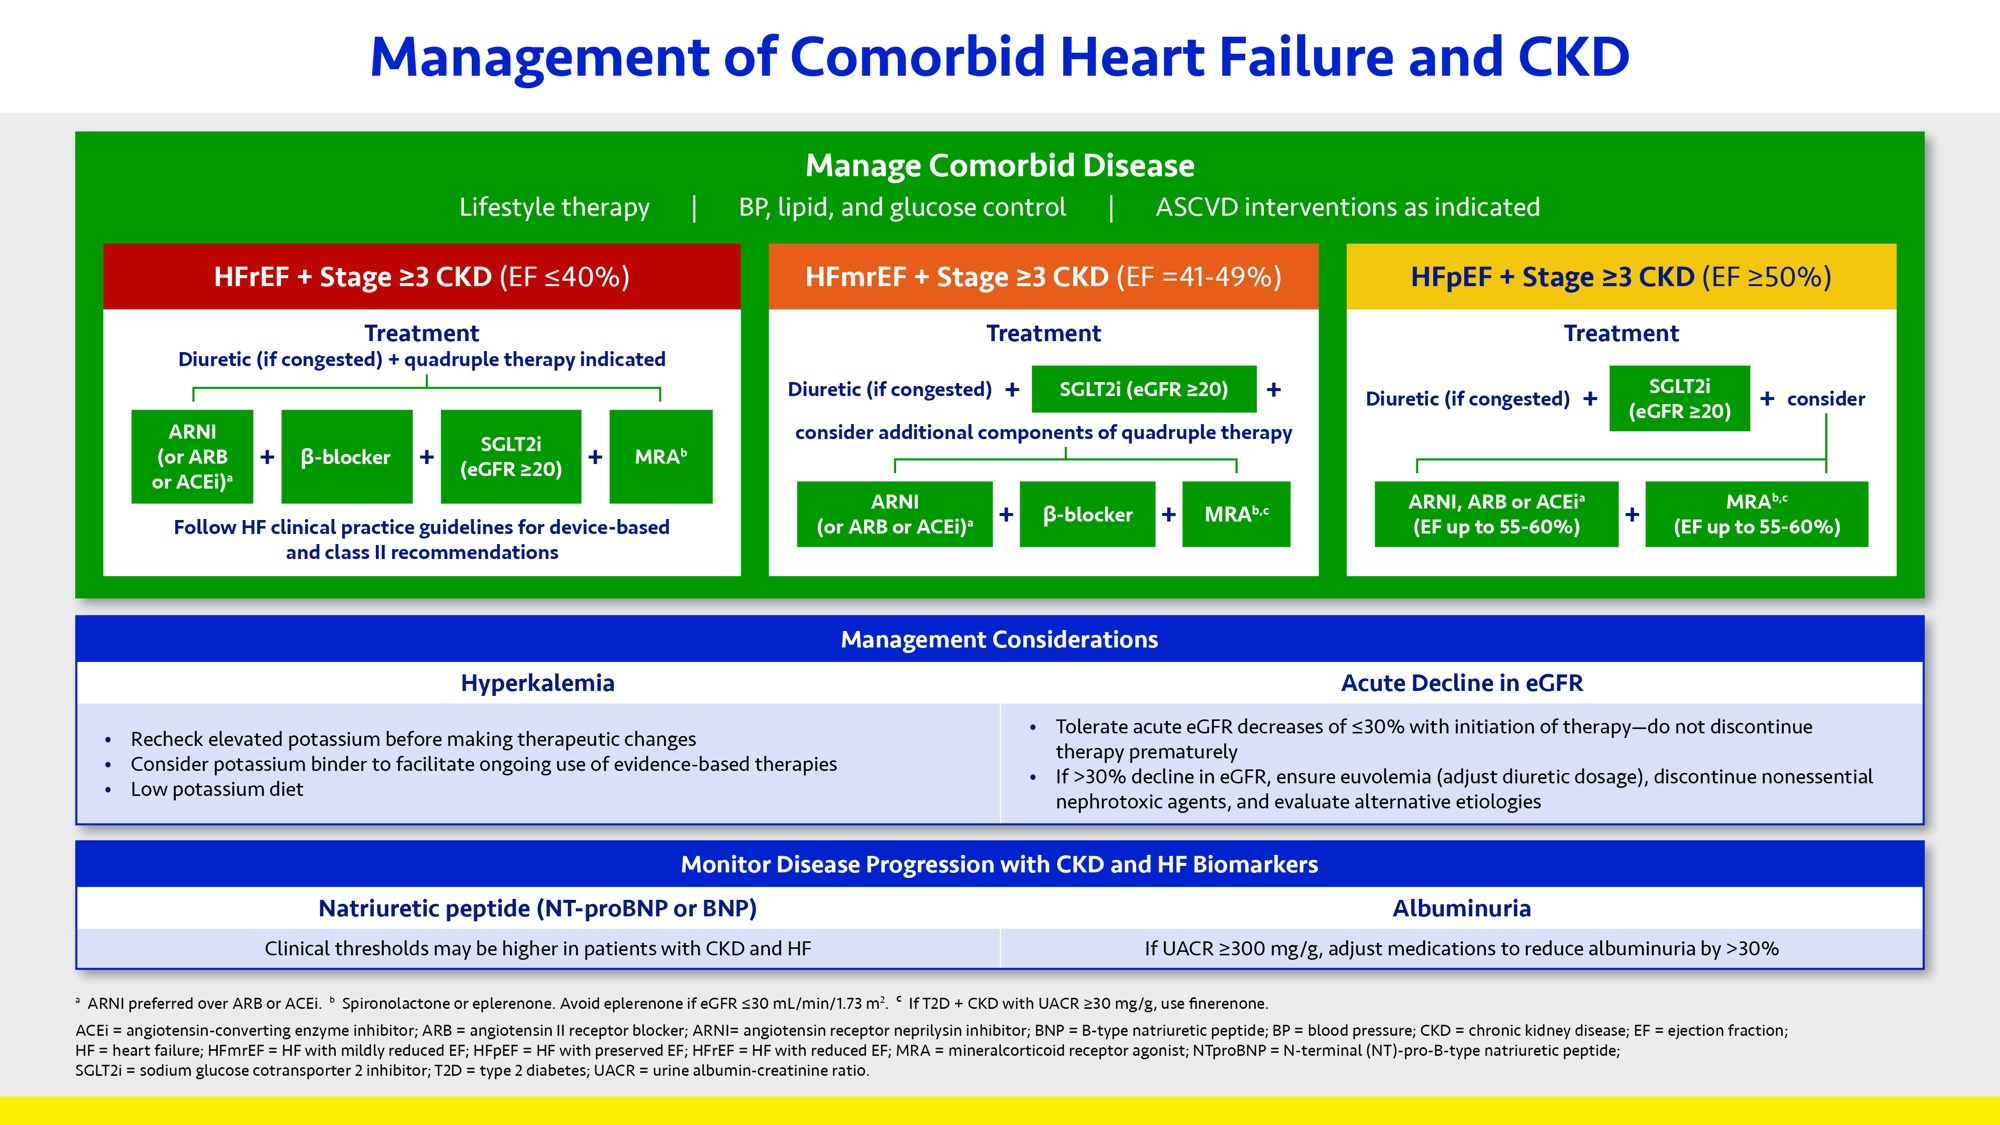 Management of Comorbid Heart Failure and CKD
Manage Comorbid Disease
Lifestyle therapy | BP, lipid, and glucose control | ASCVD interventions as indicated
HFrEF + Stage ≥3 CKD (EF ≤40%)
Treatment
Diuretic (if congested) + quadruple therapy indicated
ARNI
(or ARB
or ACEi)ᵃ
+
β-blocker
+
SGLT2i
(eGFR ≥20)
+
MRAᵇ
Follow HF clinical practice guidelines for device-based
and class II recommendations
HFmrEF + Stage ≥3 CKD (EF =41-49%)
Treatment
Diuretic (if congested) + SGLT2i (eGFR ≥20) +
consider additional components of quadruple therapy
ARNI
(or ARB or ACEi)ᵃ
+
β-blocker
+
MRAᵇ,ᶜ
HFpEF + Stage ≥3 CKD (EF ≥50%)
Treatment
Diuretic (if congested) +
SGLT2i
(eGFR ≥20)
+ consider
ARNI, ARB or ACEiᵃ
(EF up to 55-60%)
+
MRAᵇ,ᶜ
(EF up to 55-60%)
Management Considerations
Hyperkalemia
• Recheck elevated potassium before making therapeutic changes
• Consider potassium binder to facilitate ongoing use of evidence-based therapies
• Low potassium diet
Acute Decline in eGFR
• Tolerate acute eGFR decreases of ≤30% with initiation of therapy—do not discontinue
therapy prematurely
• If >30% decline in eGFR, ensure euvolemia (adjust diuretic dosage), discontinue nonessential
nephrotoxic agents, and evaluate alternative etiologies
Monitor Disease Progression with CKD and HF Biomarkers
Natriuretic peptide (NT-proBNP or BNP)
Clinical thresholds may be higher in patients with CKD and HF
Albuminuria
If UACR ≥300 mg/g, adjust medications to reduce albuminuria by >30%
ᵃ ARNI preferred over ARB or ACEi. ᵇ Spironolactone or eplerenone. Avoid eplerenone if eGFR ≤30 mL/min/1.73 m². ᶜ If T2D + CKD with UACR ≥30 mg/g, use finerenone.
ACEi = angiotensin-converting enzyme inhibitor; ARB = angiotensin II receptor blocker; ARNI= angiotensin receptor neprilysin inhibitor; BNP = B-type natriuretic peptide; BP = blood pressure; CKD = chronic kidney disease; EF = ejection fraction;
HF = heart failure; HFmrEF = HF with mildly reduced EF; HFpEF = HF with preserved EF; HFrEF = HF with reduced EF; MRA = mineralcorticoid receptor agonist; NTproBNP = N-terminal (NT)-pro-B-type natriuretic peptide;
SGLT2i = sodium glucose cotransporter 2 inhibitor; T2D = type 2 diabetes; UACR = urine albumin-creatinine ratio.